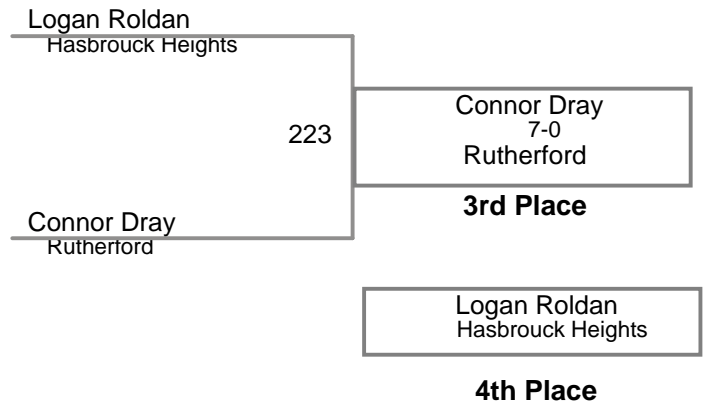 Logan Roldan
Hasbrouck Heights
223
Connor Dray
7-0
Rutherford
3rd Place
Connor Dray
Rutherford
Logan Roldan
Hasbrouck Heights
4th Place